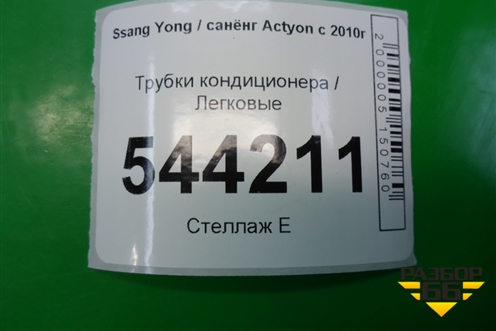 Ssang Yong / санёнг Actyon с 2010г
Трубки кондиционера /
Легковые
544211
Стеллаж Е
2000005150760
РАЗБОР
66